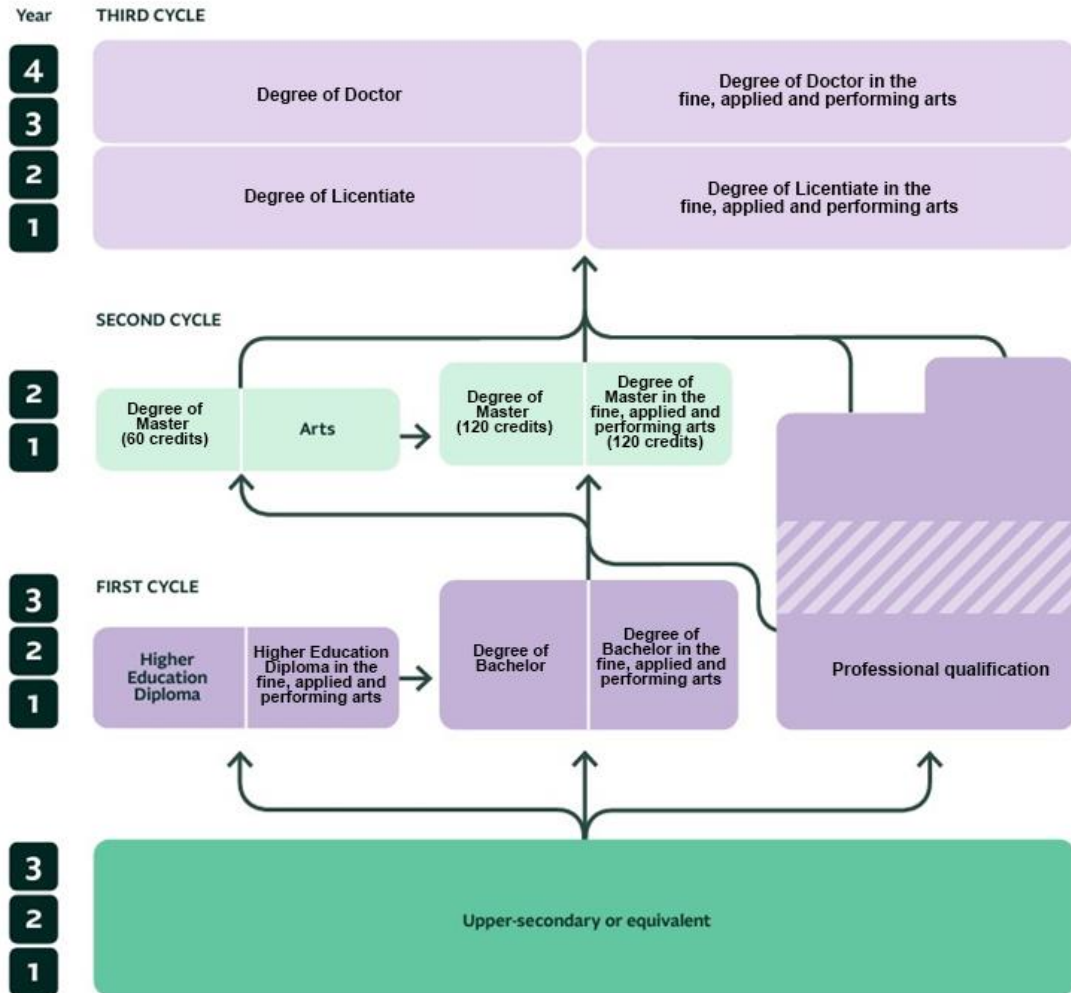 Year
THIRD CYCLE
4
3
2
1
Degree of Doctor
Degree of Doctor in the
fine, applied and performing arts
Degree of Licentiate
Degree of Licentiate in the
fine, applied and performing arts
SECOND CYCLE
2
1
Degree of
Master
(60 credits)
Arts
Degree of
Master
(120 credits)
Degree of
Master in the
fine, applied and
performing arts
(120 credits)
FIRST CYCLE
3
2
1
Higher
Education
Diploma
Higher Education
Diploma in the
fine, applied and
performing arts
Degree of
Bachelor
Degree of
Bachelor in the
fine, applied and
performing arts
Professional qualification
3
2
1
Upper-secondary or equivalent